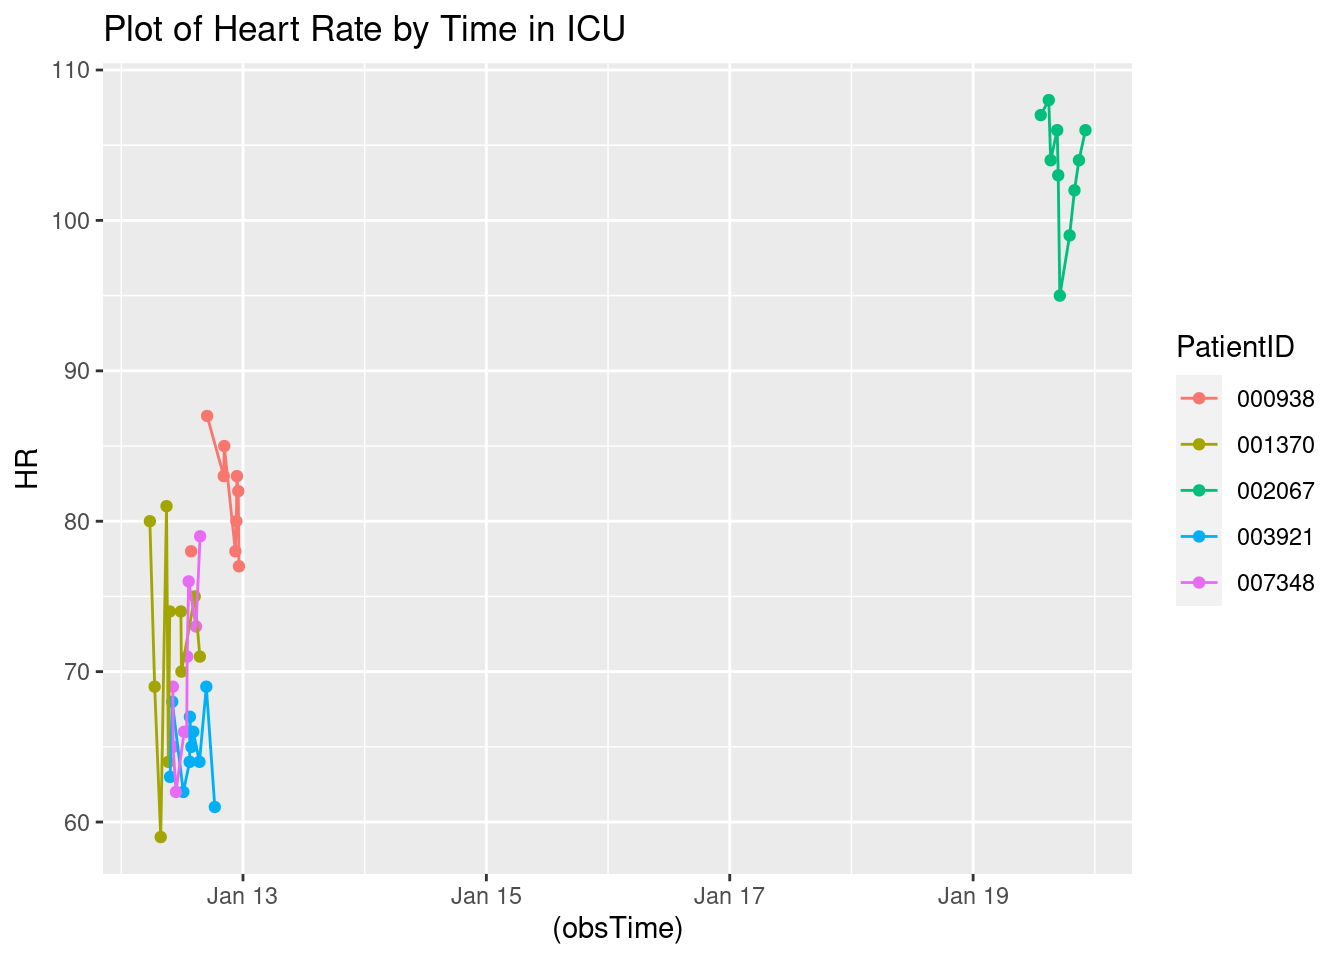 Plot of Heart Rate by Time in ICU
110
100
90
80
70
60
HR
Jan 13
Jan 15
Jan 17
Jan 19
(obsTime)
PatientID
000938
001370
002067
003921
007348